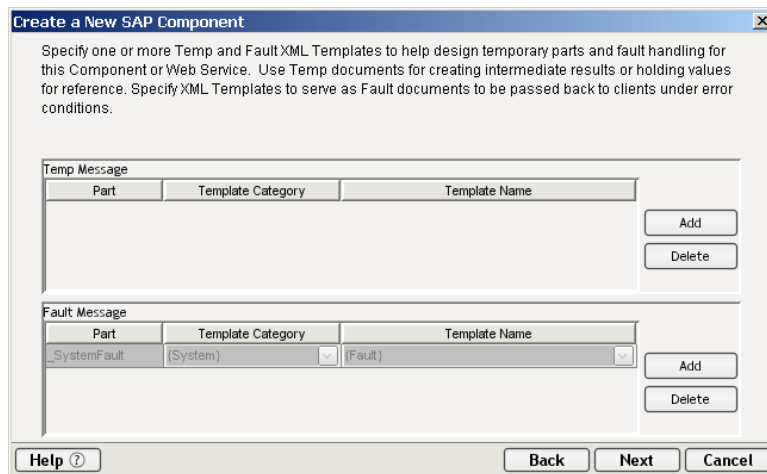 Create a New SAP Component
Specify one or more Temp and Fault XML Templates to help design temporary parts and fault handling for
this Component or Web Service. Use Temp documents for creating intermediate results or holding values
for reference. Specify XML Templates to serve as Fault documents to be passed back to clients under error
conditions.
Temp Message
Part Template Category Template Name
Add
Delete
Fault Message
Part Template Category Template Name
_SystemFault {System} {Fault}
Add
Delete
Help ? Back Next Cancel